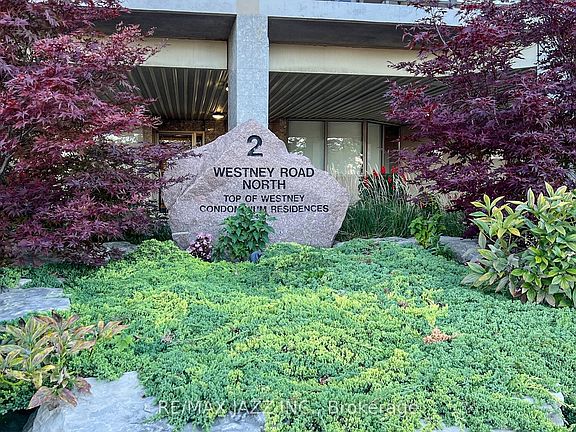 2
WESTNEY ROAD
NORTH
TOP OF WESTNEY
CONDOMINIUM RESIDENCES
RE/MAX JAZZ INC., Brokerage